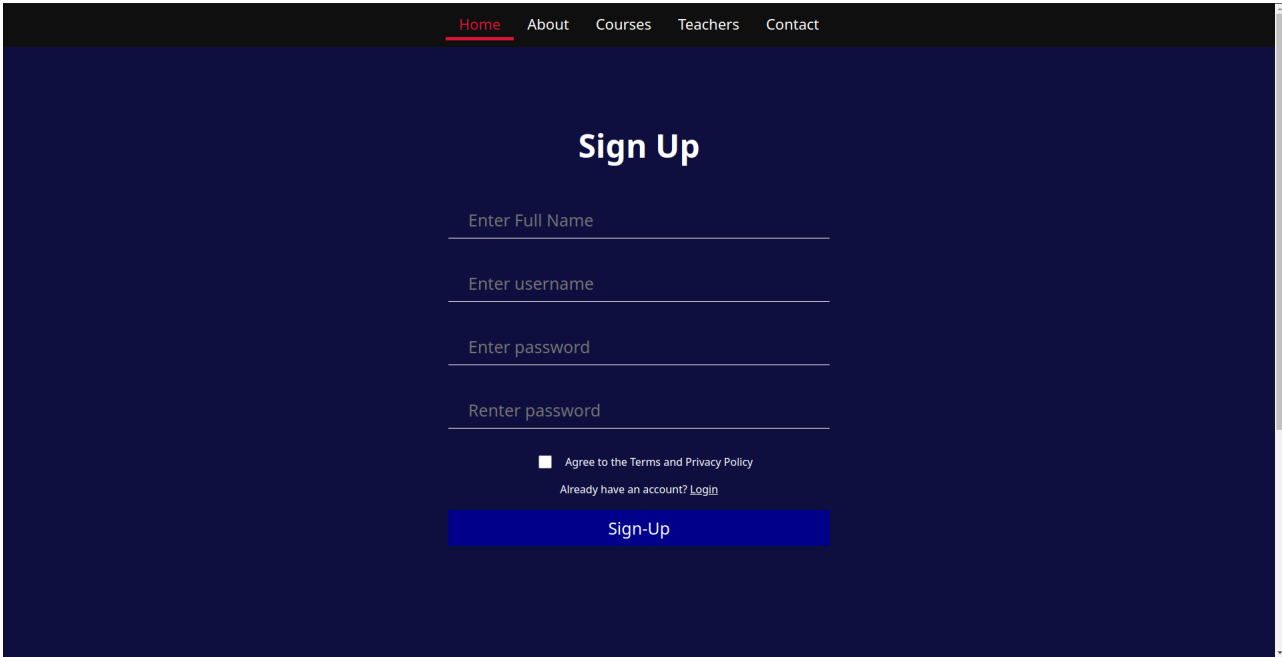 Home About Courses Teachers Contact
Sign Up
Enter Full Name
Enter username
Enter password
Renter password
Agree to the Terms and Privacy Policy
Already have an account? Login
Sign-Up